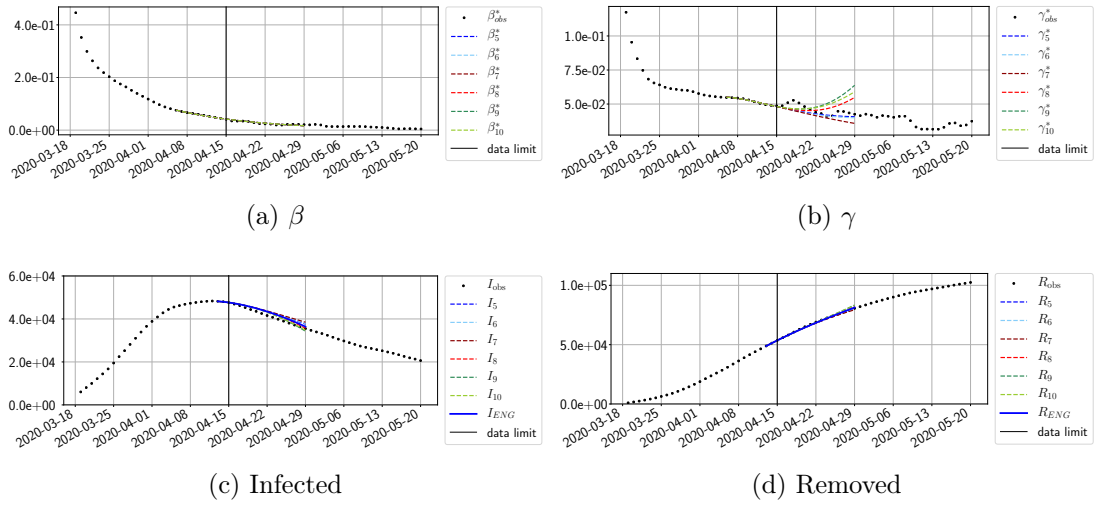 4.0e−01
2.0e−01
0.0e+00
2020-03-18
2020-03-25
2020-04-01
2020-04-08
2020-04-15
2020-04-22
2020-04-29
2020-05-06
2020-05-13
2020-05-20
β*obs
β*5
β*6
β*7
β*8
β*9
β*10
data limit
(a) β
1.0e−01
7.5e−02
5.0e−02
2020-03-18
2020-03-25
2020-04-01
2020-04-08
2020-04-15
2020-04-22
2020-04-29
2020-05-06
2020-05-13
2020-05-20
γ*obs
γ*5
γ*6
γ*7
γ*8
γ*9
γ*10
data limit
(b) γ
6.0e+04
4.0e+04
2.0e+04
0.0e+00
2020-03-18
2020-03-25
2020-04-01
2020-04-08
2020-04-15
2020-04-22
2020-04-29
2020-05-06
2020-05-13
2020-05-20
Iobs
I5
I6
I7
I8
I9
I10
IENG
data limit
(c) Infected
1.0e+05
5.0e+04
0.0e+00
2020-03-18
2020-03-25
2020-04-01
2020-04-08
2020-04-15
2020-04-22
2020-04-29
2020-05-06
2020-05-13
2020-05-20
Robs
R5
R6
R7
R8
R9
R10
RENG
data limit
(d) Removed